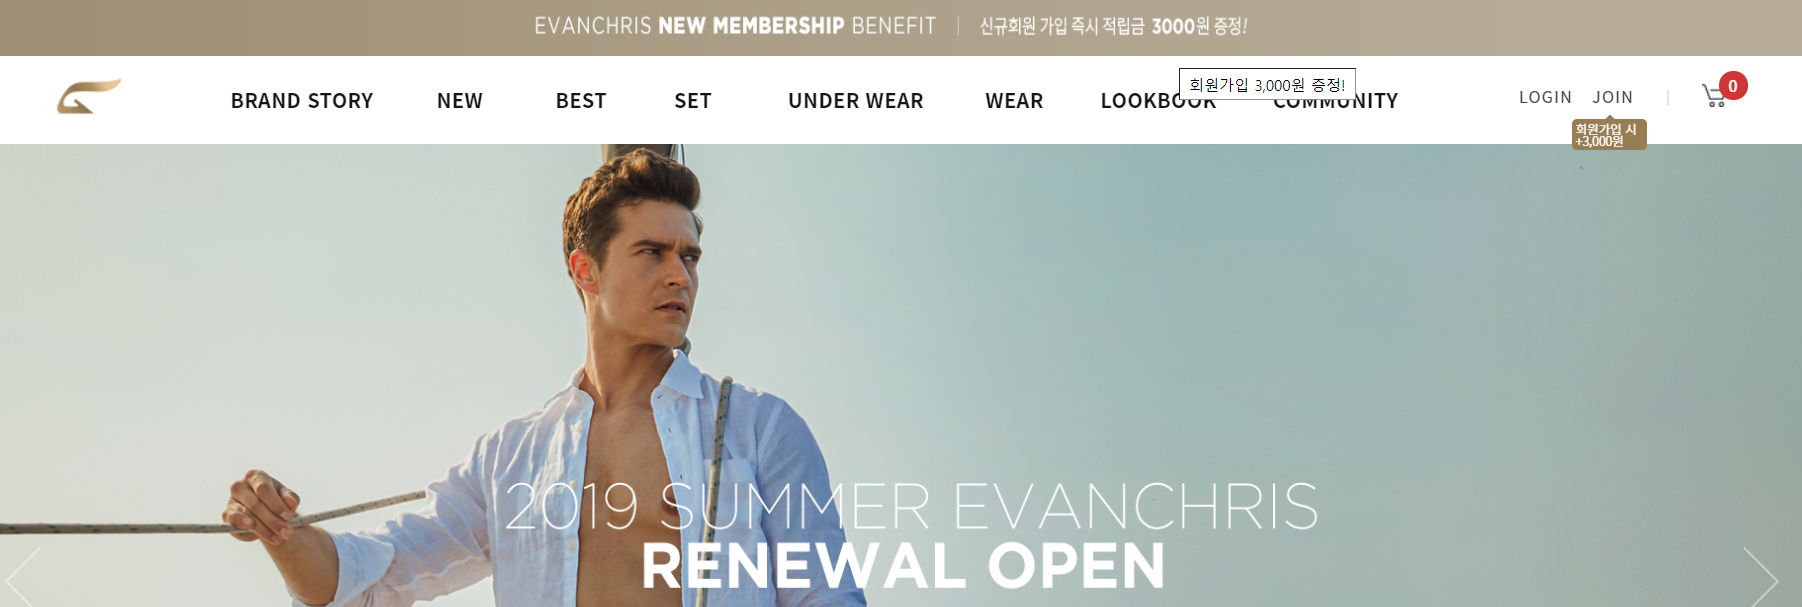 EVANCHRIS NEW MEMBERSHIP BENEFIT | 신규회원 가입 즉시 적립금 3000원 증정!
회원가입 3,000원 증정!
BRAND STORY NEW BEST SET UNDER WEAR WEAR LOOKBOOK COMMUNITY LOGIN JOIN | 0
회원가입 시
+3,000원
2019 SUMMER EVANCHRIS
RENEWAL OPEN